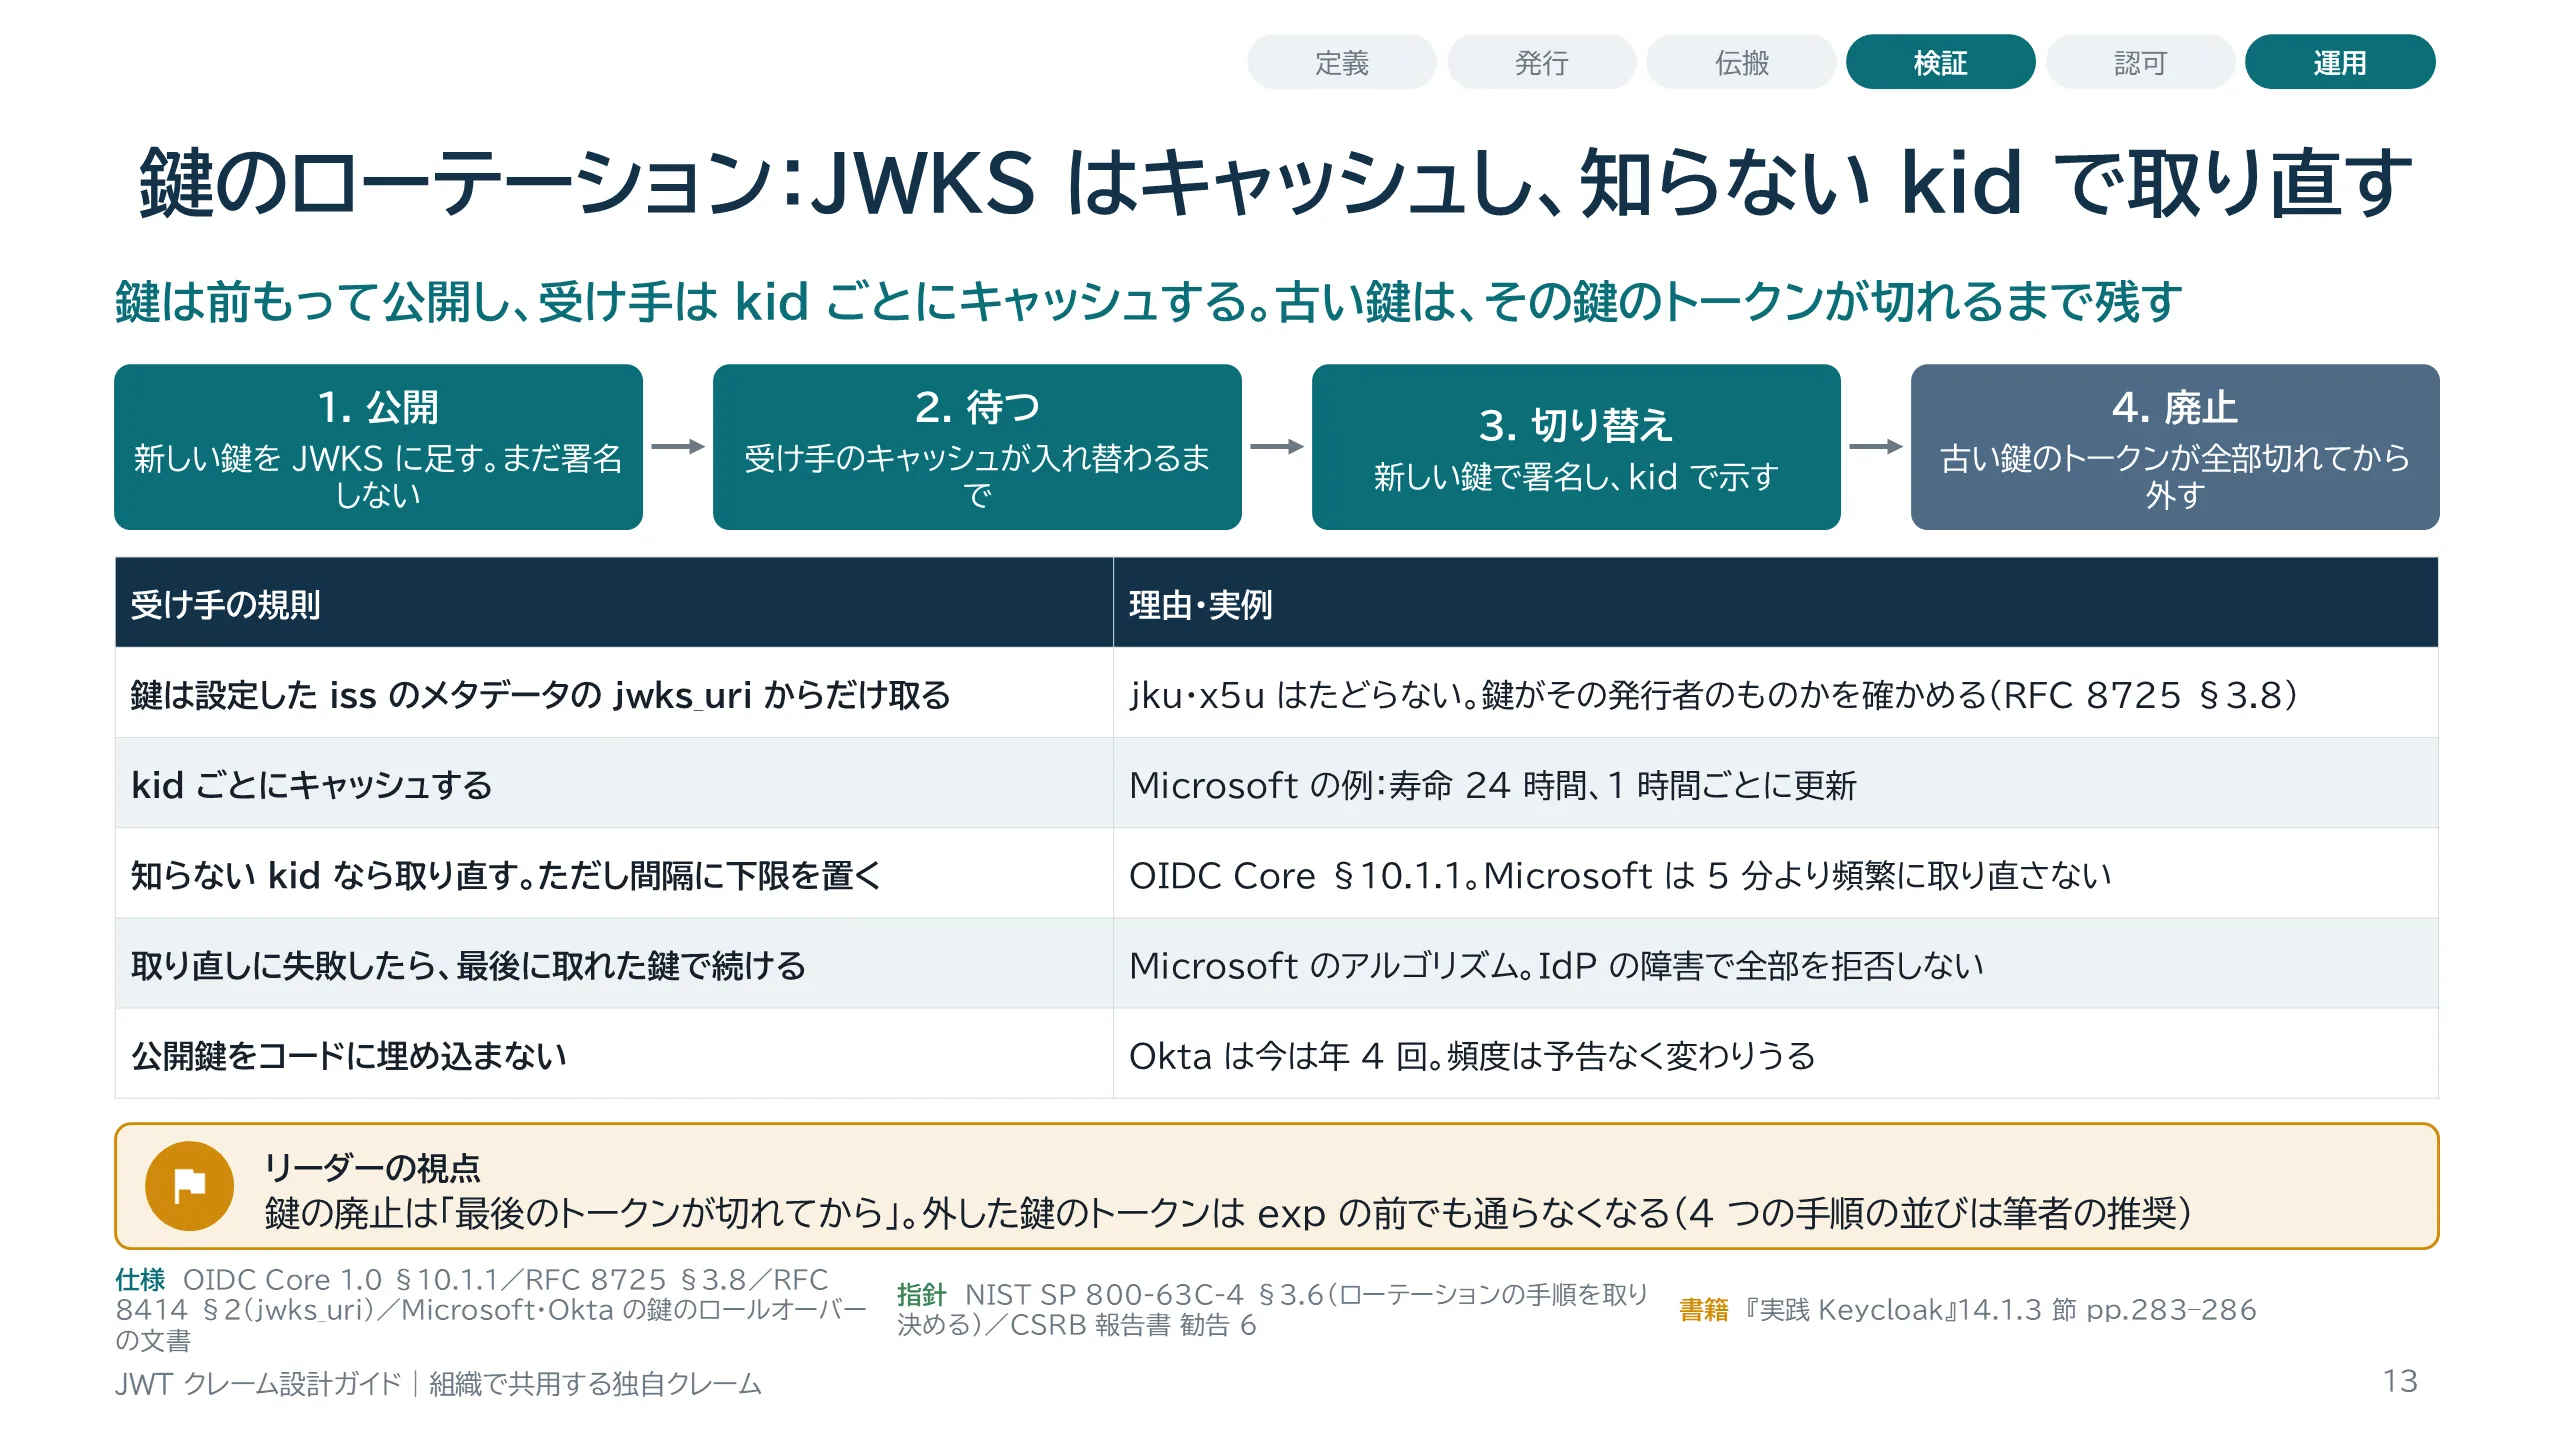 定義
発行
伝搬
検証
認可
運用
鍵のローテーション：JWKS はキャッシュし、知らない kid で取り直す
鍵は前もって公開し、受け手は kid ごとにキャッシュする。古い鍵は、その鍵のトークンが切れるまで残す
1. 公開
新しい鍵を JWKS に足す。まだ署名
しない
2. 待つ
受け手のキャッシュが入れ替わるま
で
3. 切り替え
新しい鍵で署名し、kid で示す
4. 廃止
古い鍵のトークンが全部切れてから
外す
受け手の規則
理由・実例
鍵は設定した iss のメタデータの jwks_uri からだけ取る
jku・x5u はたどらない。鍵がその発行者のものかを確かめる（RFC 8725 §3.8）
kid ごとにキャッシュする
Microsoft の例：寿命 24 時間、1 時間ごとに更新
知らない kid なら取り直す。ただし間隔に下限を置く
OIDC Core §10.1.1。Microsoft は 5 分より頻繁に取り直さない
取り直しに失敗したら、最後に取れた鍵で続ける
Microsoft のアルゴリズム。IdP の障害で全部を拒否しない
公開鍵をコードに埋め込まない
Okta は今は年 4 回。頻度は予告なく変わりうる
リーダーの視点
鍵の廃止は「最後のトークンが切れてから」。外した鍵のトークンは exp の前でも通らなくなる（4 つの手順の並びは筆者の推奨）
仕様 OIDC Core 1.0 §10.1.1／RFC 8725 §3.8／RFC
8414 §2（jwks_uri）／Microsoft・Okta の鍵のロールオーバー
の文書
指針 NIST SP 800-63C-4 §3.6（ローテーションの手順を取り
決める）／CSRB 報告書 勧告 6
書籍 『実践 Keycloak』14.1.3 節 pp.283–286
JWT クレーム設計ガイド｜組織で共用する独自クレーム
13